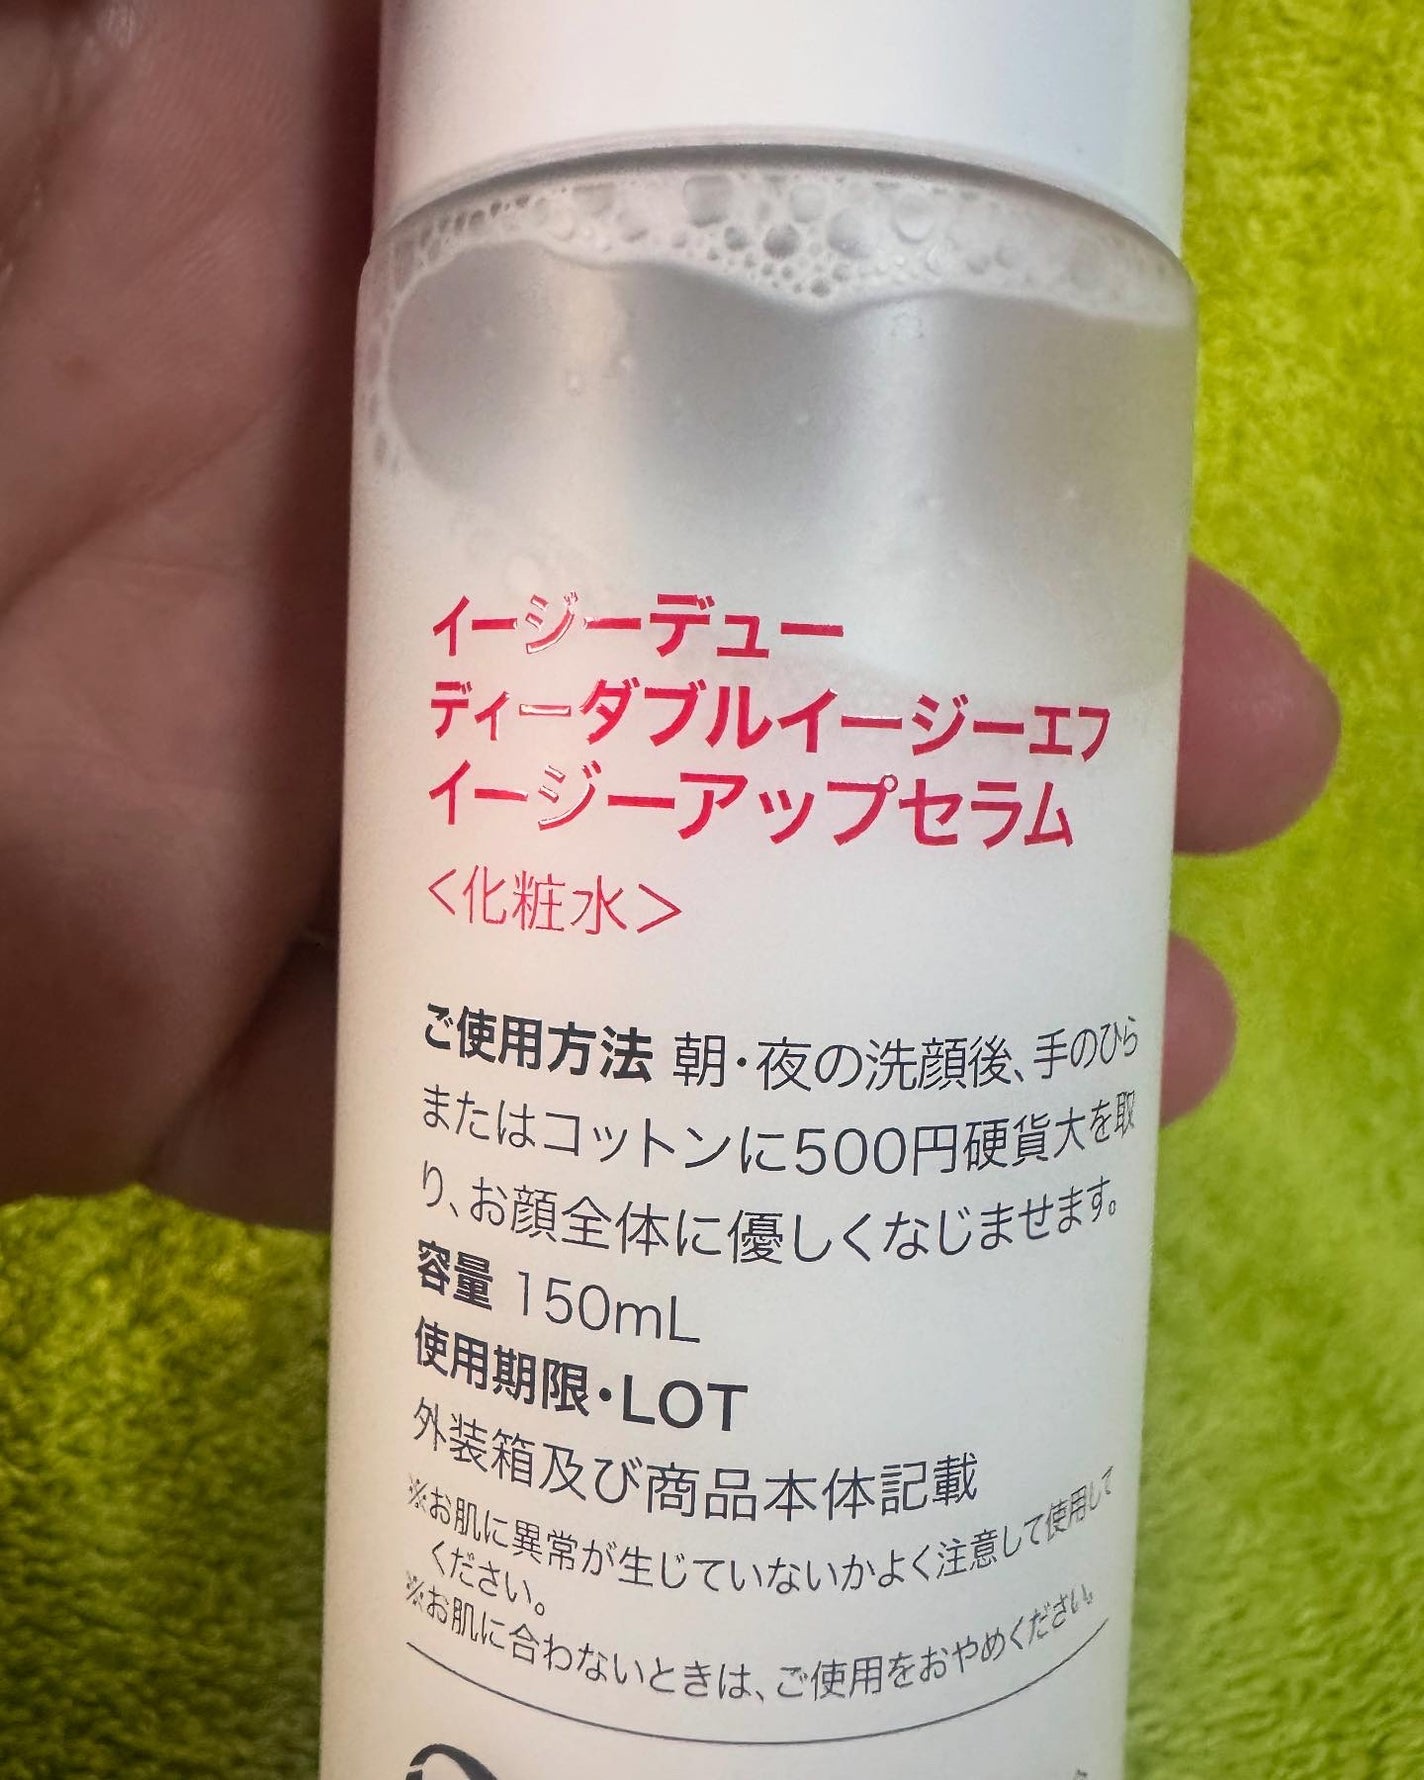 イージーデュー
ディーダブルイージーエフ
イージーアップセラム
＜化粧水＞
ご使用方法 朝・夜の洗顔後、手のひら
またはコットンに500円硬貨大を取
り、お顔全体に優しくなじませます。
容量 150mL
使用期限・LOT
外装箱及び商品本体記載
※お肌に異常が生じていないかよく注意して使用して
ください。
※お肌に合わないときは、ご使用をおやめください。